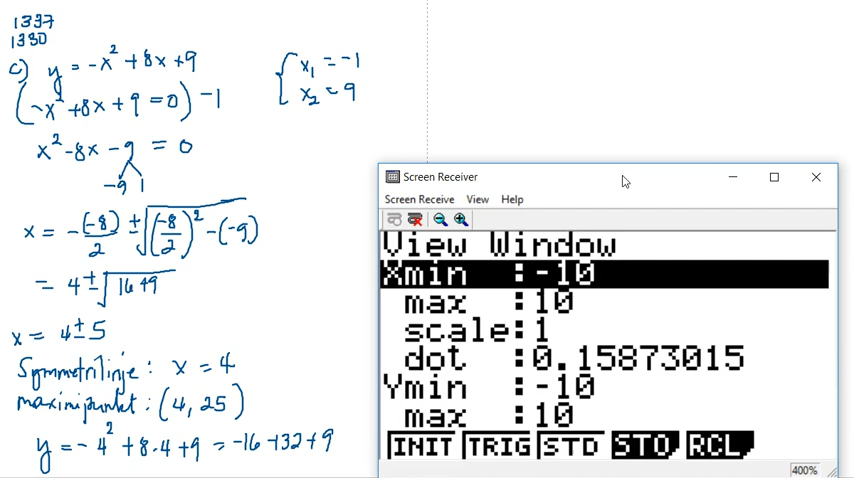 1337
1330
c) y = -x² + 8x + 9
(-x² + 8x + 9 = 0) -1
x² - 8x - 9 = 0
-9 1
x = -(-8)/2 ± √((-8/2)² - (-9))
= 4 ± √16+9
x = 4 ± 5
Symmetrilinje: x = 4
maximipunkt: (4, 25)
y = -4² + 8·4 + 9 = -16 + 32 + 9
{ x₁ = -1
x₂ = 9
Screen Receiver
Screen Receive View Help
View Window
Xmin :-10
max :10
scale:1
dot :0.15873015
Ymin :-10
max :10
INIT TRIG STD STO RCL
400%